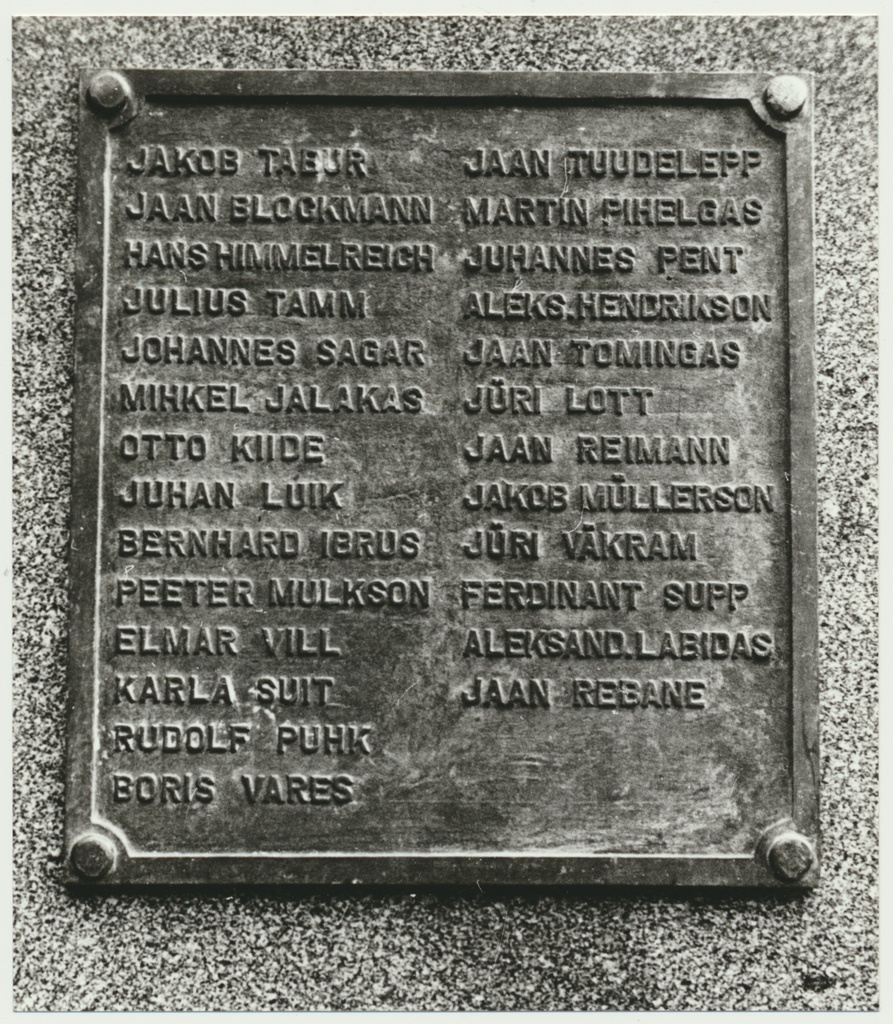 JAKOB TABUR
JAAN BLOCKMANN
HANS HIMMELREICH
JULIUS TAMM
JOHANNES SAGAR
MIHKEL JALAKAS
OTTO KIIDE
JUHAN LUIK
BERNHARD IBRUS
PEETER MULKSON
ELMAR VILL
KARLA SUIT
RUDOLF PUHK
BORIS VARES
JAAN TUUDELEPP
MARTIN PIHELGAS
JUHANNES PENT
ALEKS.HENDRIKSON
JAAN TOMINGAS
JÜRI LOTT
JAAN REIMANN
JAKOB MÜLLERSON
JÜRI VÄKRAM
FERDINANT SUPP
ALEKSAND.LABIDAS
JAAN REBANE